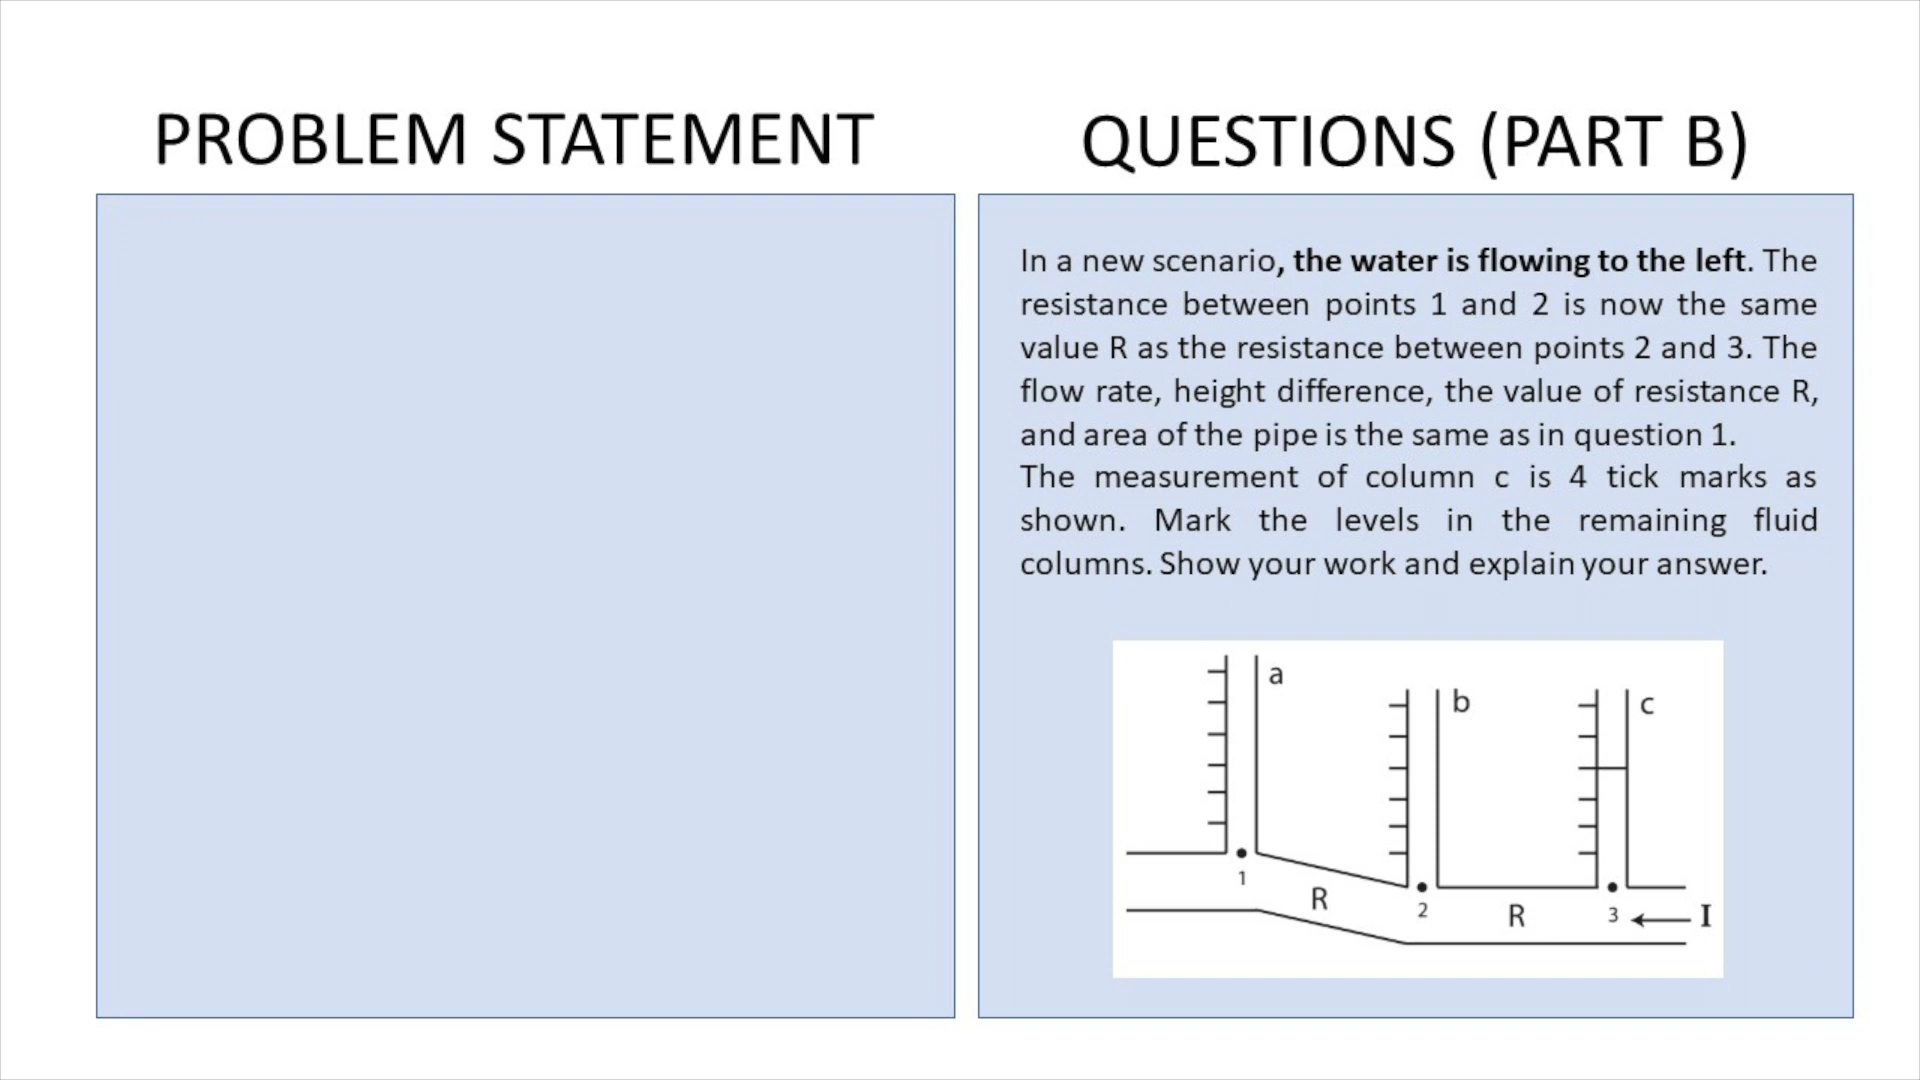 PROBLEM STATEMENT
QUESTIONS (PART B)
In a new scenario, the water is flowing to the left. The
resistance between points 1 and 2 is now the same
value R as the resistance between points 2 and 3. The
flow rate, height difference, the value of resistance R,
and area of the pipe is the same as in question 1.
The measurement of column c is 4 tick marks as
shown. Mark the levels in the remaining fluid
columns. Show your work and explain your answer.
a
b
c
1
R
2
R
3
I